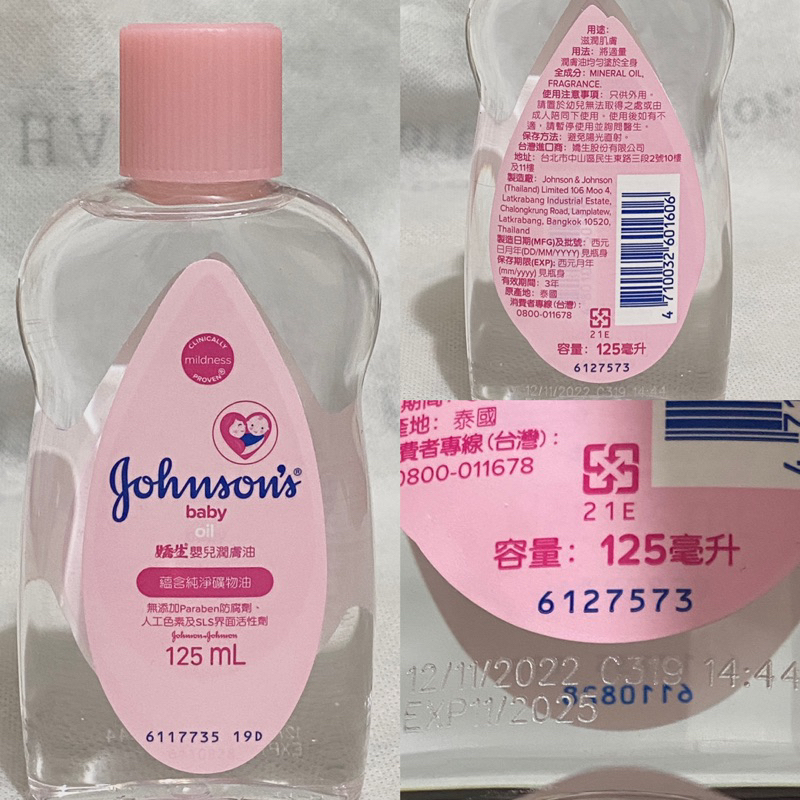 CLINICALLY
mildness
PROVEN®
Johnson's®
baby
oil
嬌生嬰兒潤膚油
蘊含純淨礦物油
無添加Paraben防腐劑、
人工色素及SLS界面活性劑
Johnson & Johnson
125 mL
6117735 19D
用途:
滋潤肌膚
用法: 將適量
潤膚油均勻塗於全身
全成分: MINERAL OIL,
FRAGRANCE.
使用注意事項: 只供外用。
請置於幼兒無法取得之處或由
成人陪同下使用。使用後如有不
適,請暫停使用並詢問醫生。
保存方法: 避免陽光直射。
台灣進口商: 嬌生股份有限公司
地址: 台北市中山區民生東路三段2號10樓
及11樓
製造廠: Johnson & Johnson
(Thailand) Limited 106 Moo 4,
Latkrabang Industrial Estate,
Chalongkrung Road, Lamplatew,
Latkrabang, Bangkok 10520,
Thailand
製造日期(MFG)及批號: 西元
日月年(DD/MM/YYYY) 見瓶身
保存期限(EXP): 西元月年
(mm/yyyy) 見瓶身
有效期間: 3年
原產地: 泰國
消費者專線(台灣):
0800-011678
4 710032 601606
21E
容量: 125毫升
6127573
12/11/2022 C319 14:44
期間:
產地: 泰國
費者專線(台灣):
0800-011678
21E
容量: 125毫升
6127573
12/11/2022 C319 14:44
EXP11/2025